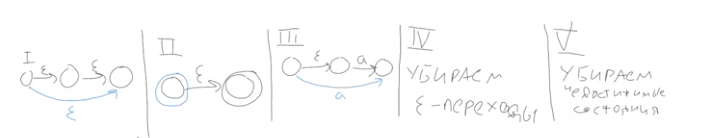 I
ε ε
ε
II
ε
III
ε a
a
IV
УБИРАЕМ
ε-переходы
V
УБИРАЕМ
недостижимые
состояния